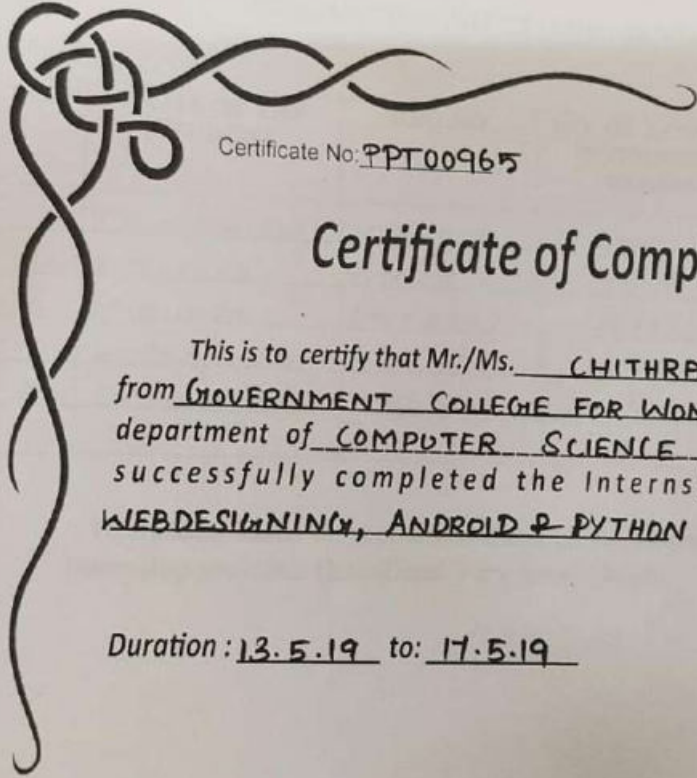 Certificate No: PPT00965
Certificate of Comp
This is to certify that Mr./Ms. CHITHRE
from GOVERNMENT COLLEGE FOR WOM
department of COMPUTER SCIENCE
successfully completed the Interns
WEBDESIGNING, ANDROID & PYTHON
Duration : 13.5.19 to: 17.5.19